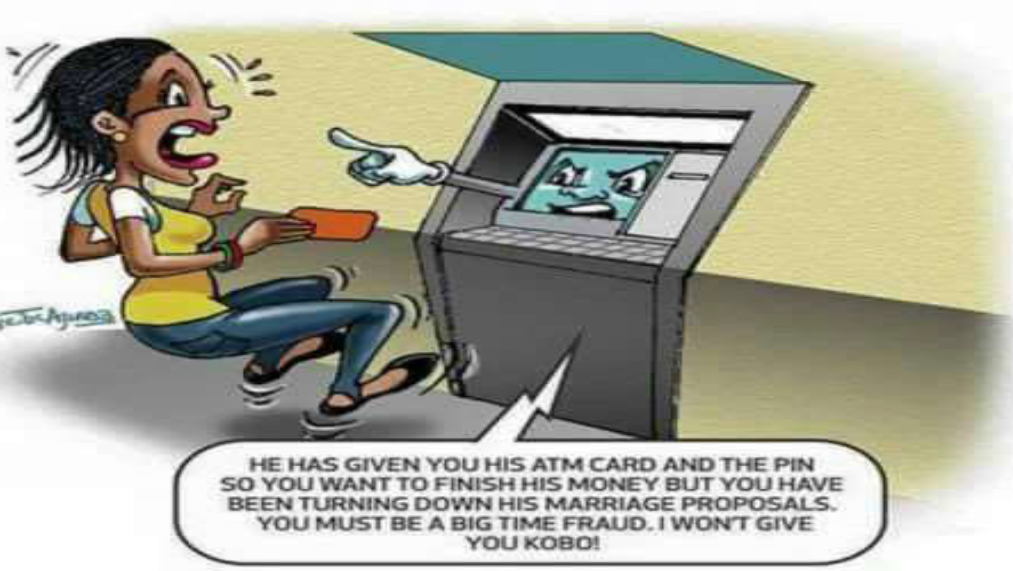 HE HAS GIVEN YOU HIS ATM CARD AND THE PIN
SO YOU WANT TO FINISH HIS MONEY BUT YOU HAVE
BEEN TURNING DOWN HIS MARRIAGE PROPOSALS.
YOU MUST BE A BIG TIME FRAUD. I WON'T GIVE
YOU KOBO!